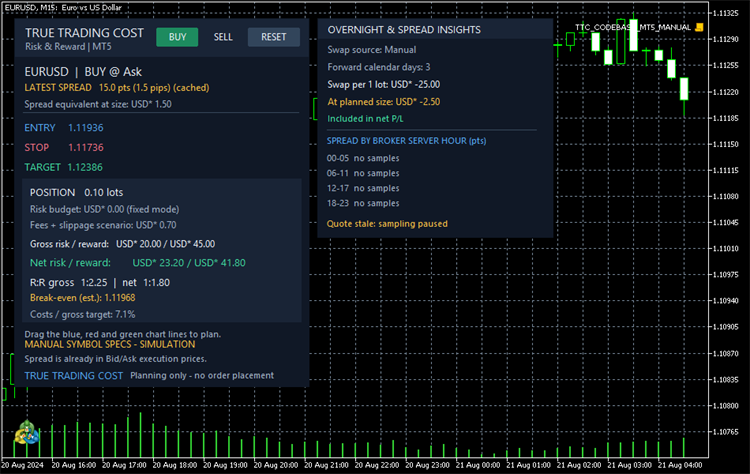 EURUSD, M15: Euro vs US Dollar
TTC_CODEBASE_MT5_MANUAL
TRUE TRADING COST
Risk & Reward | MT5
BUY
SELL
RESET
EURUSD | BUY @ Ask
LATEST SPREAD 15.0 pts (1.5 pips) (cached)
Spread equivalent at size: USD* 1.50
ENTRY 1.11936
STOP 1.11736
TARGET 1.12386
POSITION 0.10 lots
Risk budget: USD* 0.00 (fixed mode)
Fees + slippage scenario: USD* 0.70
Gross risk / reward: USD* 20.00 / USD* 45.00
Net risk / reward: USD* 23.20 / USD* 41.80
R:R gross 1:2.25 | net 1:1.80
Break-even (est.): 1.11968
Costs / gross target: 7.1%
Drag the blue, red and green chart lines to plan.
MANUAL SYMBOL SPECS - SIMULATION
Spread is already in Bid/Ask execution prices.
TRUE TRADING COST Planning only - no order placement
OVERNIGHT & SPREAD INSIGHTS
Swap source: Manual
Forward calendar days: 3
Swap per 1 lot: USD* -25.00
At planned size: USD* -2.50
Included in net P/L
SPREAD BY BROKER SERVER HOUR (pts)
00-05 no samples
06-11 no samples
12-17 no samples
18-23 no samples
Quote stale: sampling paused
1.11325
1.11290
1.11255
1.11220
1.11185
1.11150
1.11115
1.11080
1.11045
1.11010
1.10975
1.10940
1.10905
1.10870
1.10835
1.10800
1.10765
20 Aug 2024
20 Aug 16:00
20 Aug 17:00
20 Aug 18:00
20 Aug 19:00
20 Aug 20:00
20 Aug 21:00
20 Aug 22:00
20 Aug 23:00
21 Aug 00:00
21 Aug 01:00
21 Aug 02:00
21 Aug 03:00
21 Aug 04:00